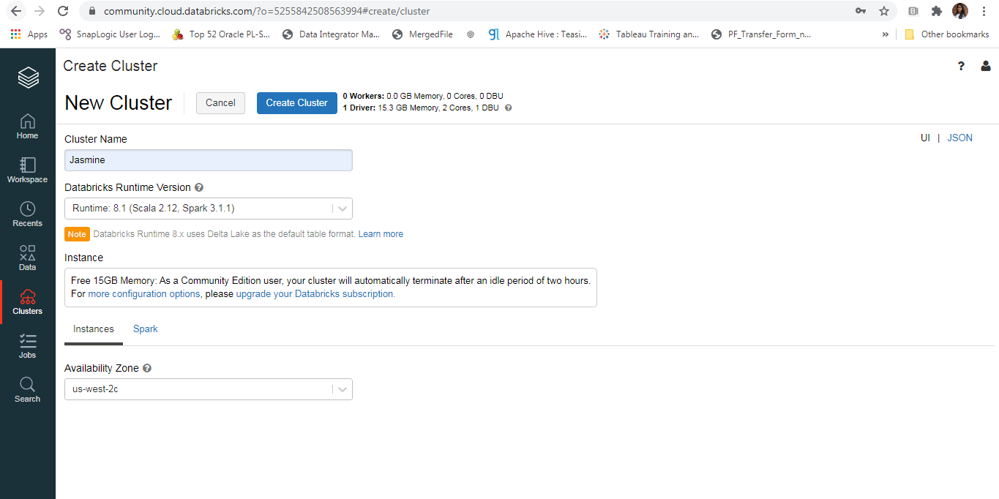 community.cloud.databricks.com/?o=5255842508563994#create/cluster
Apps SnapLogic User Log... Top 52 Oracle PL-S... Data Integrator Ma... MergedFile Apache Hive : Teasi... Tableau Training an... PF_Transfer_Form_n... » Other bookmarks
Create Cluster ?
New Cluster Cancel Create Cluster
0 Workers: 0.0 GB Memory, 0 Cores, 0 DBU
1 Driver: 15.3 GB Memory, 2 Cores, 1 DBU ?
Home
Workspace
Recents
Data
Clusters
Jobs
Search
Cluster Name
UI | JSON
Jasmine
Databricks Runtime Version ?
Runtime: 8.1 (Scala 2.12, Spark 3.1.1)
Note Databricks Runtime 8.x uses Delta Lake as the default table format. Learn more
Instance
Free 15GB Memory: As a Community Edition user, your cluster will automatically terminate after an idle period of two hours.
For more configuration options, please upgrade your Databricks subscription.
Instances Spark
Availability Zone ?
us-west-2c